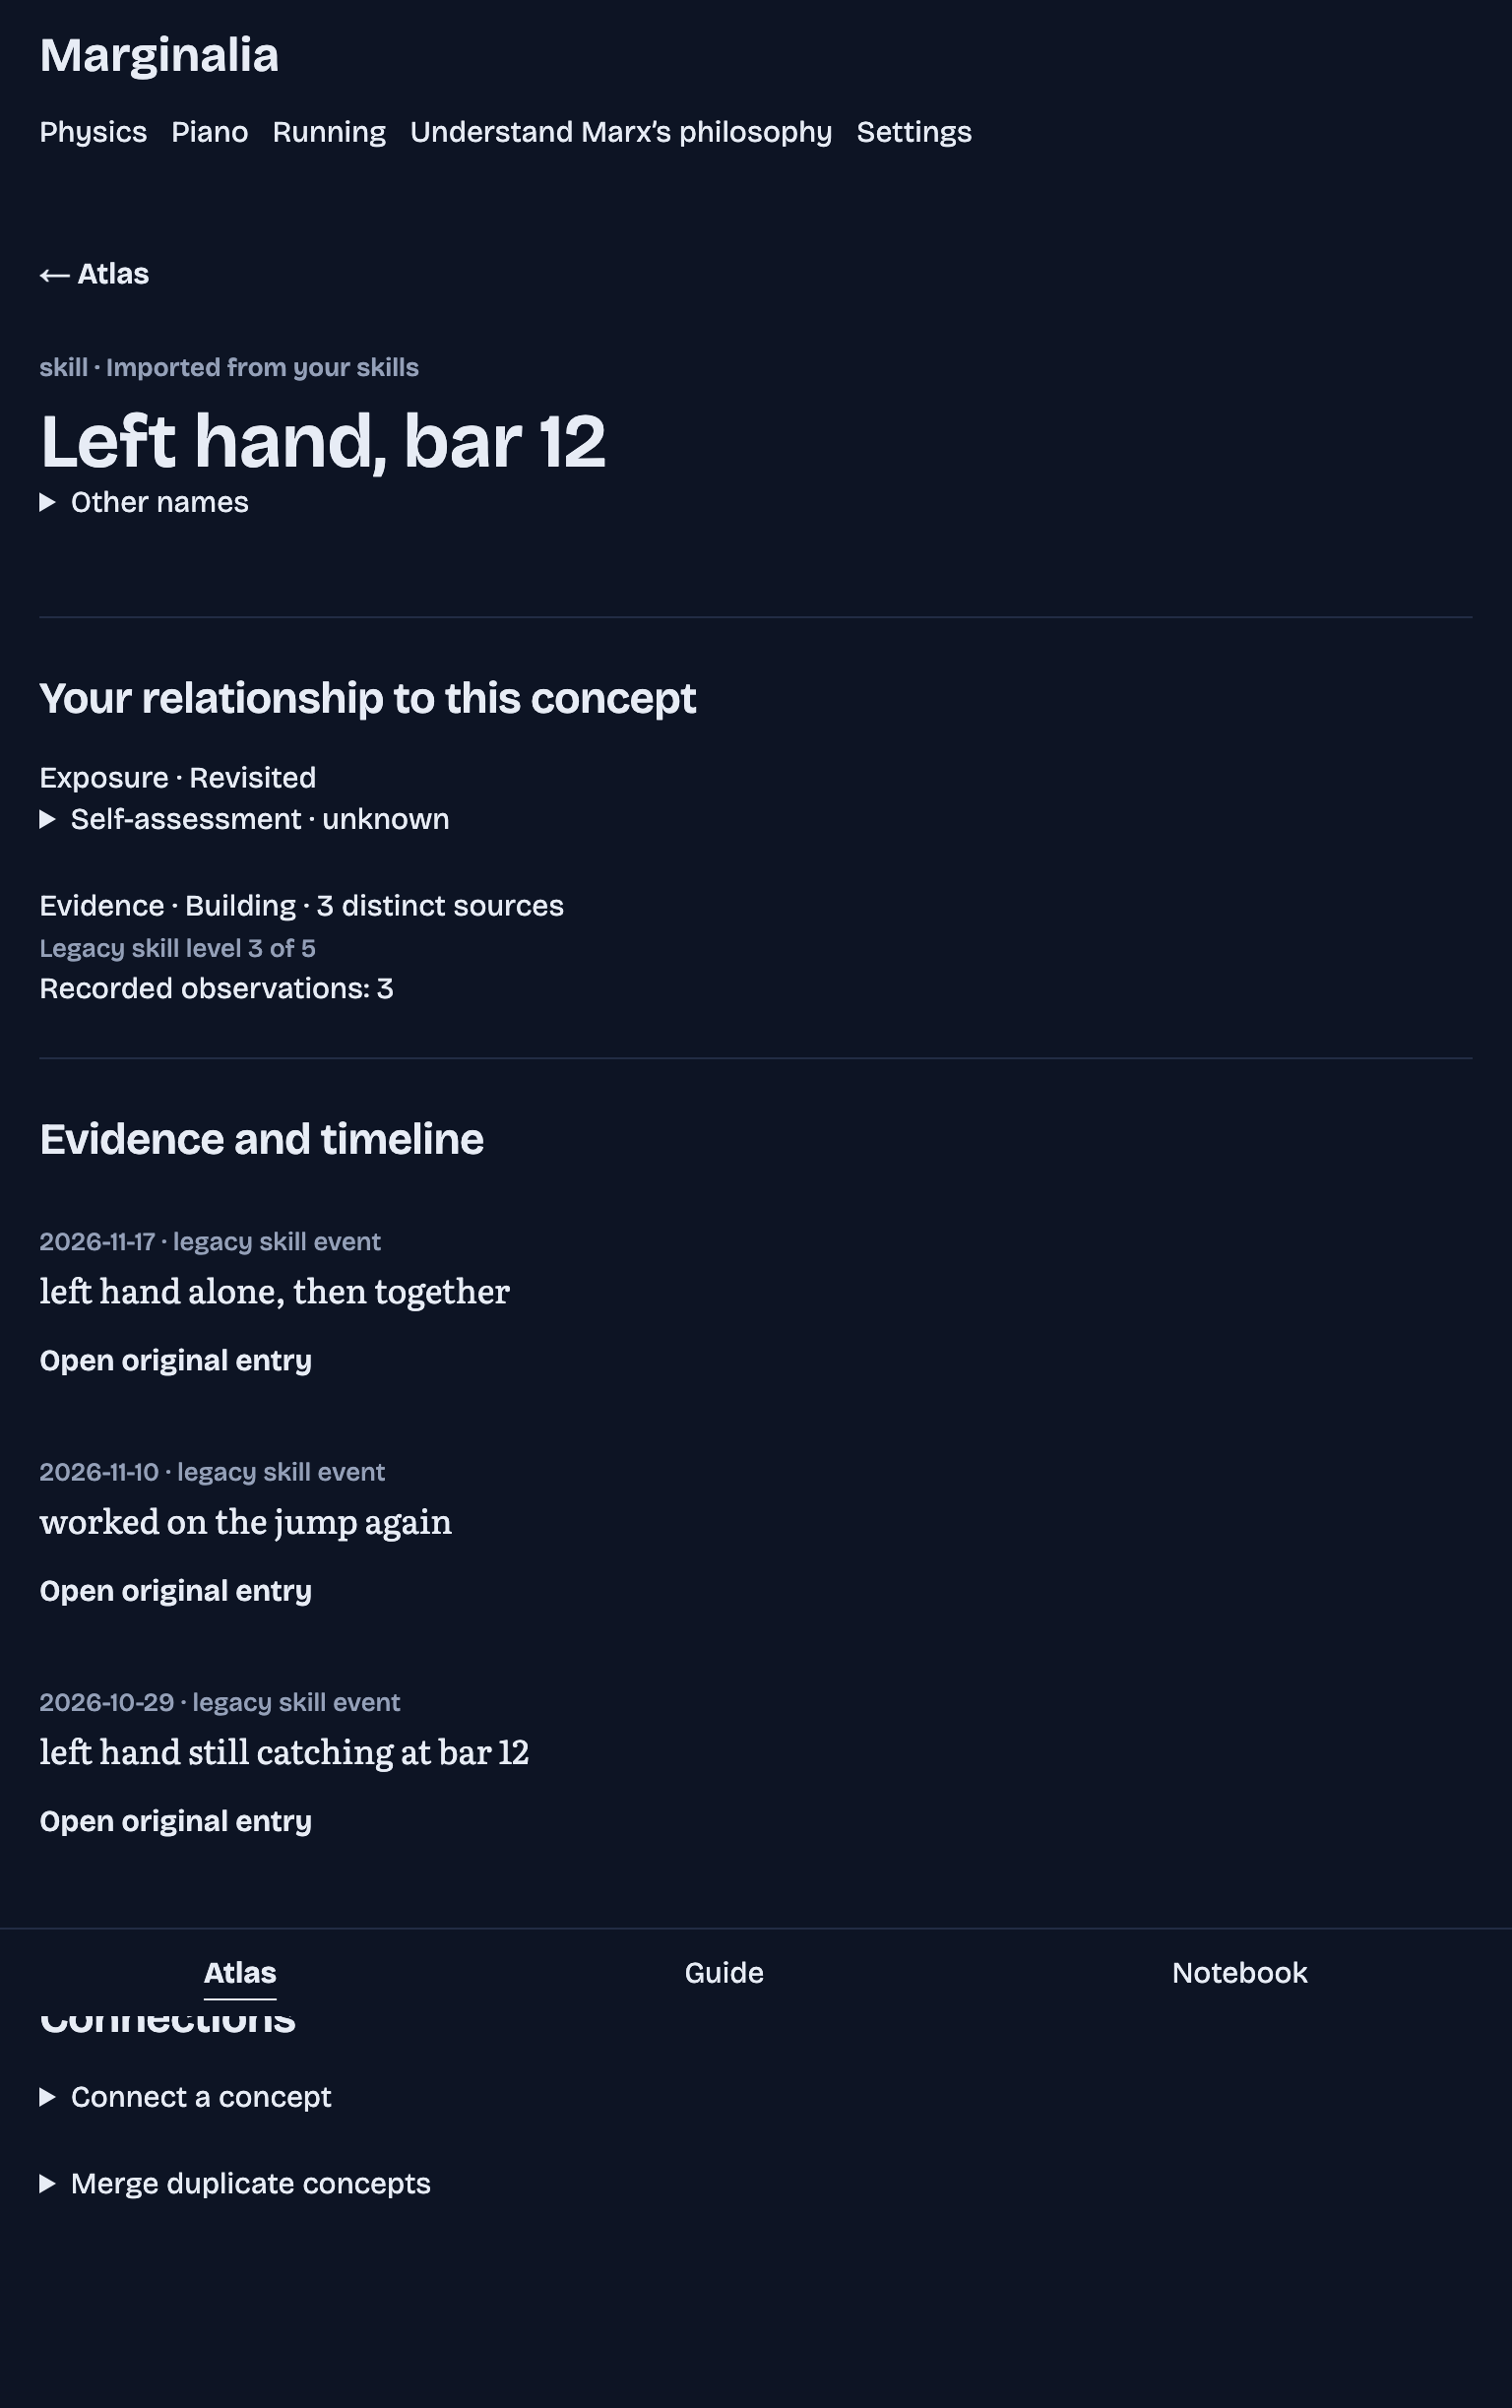 Marginalia
Physics Piano Running Understand Marx’s philosophy Settings
← Atlas
skill · Imported from your skills
Left hand, bar 12
▶ Other names
Your relationship to this concept
Exposure · Revisited
▶ Self-assessment · unknown
Evidence · Building · 3 distinct sources
Legacy skill level 3 of 5
Recorded observations: 3
Evidence and timeline
2026-11-17 · legacy skill event
left hand alone, then together
Open original entry
2026-11-10 · legacy skill event
worked on the jump again
Open original entry
2026-10-29 · legacy skill event
left hand still catching at bar 12
Open original entry
Atlas Guide Notebook
Connections
▶ Connect a concept
▶ Merge duplicate concepts